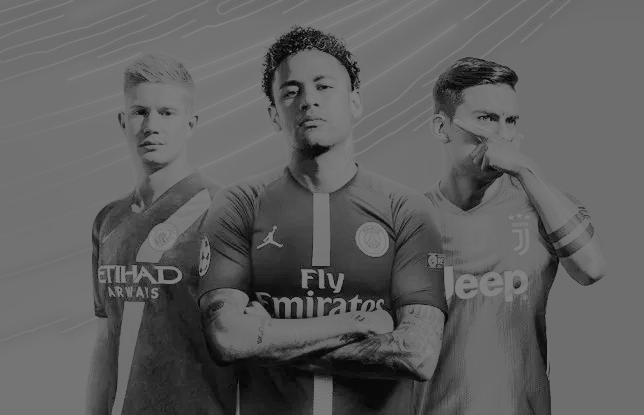 ETIHAD
AIRWAYS
Fly
Emirates
Jeep